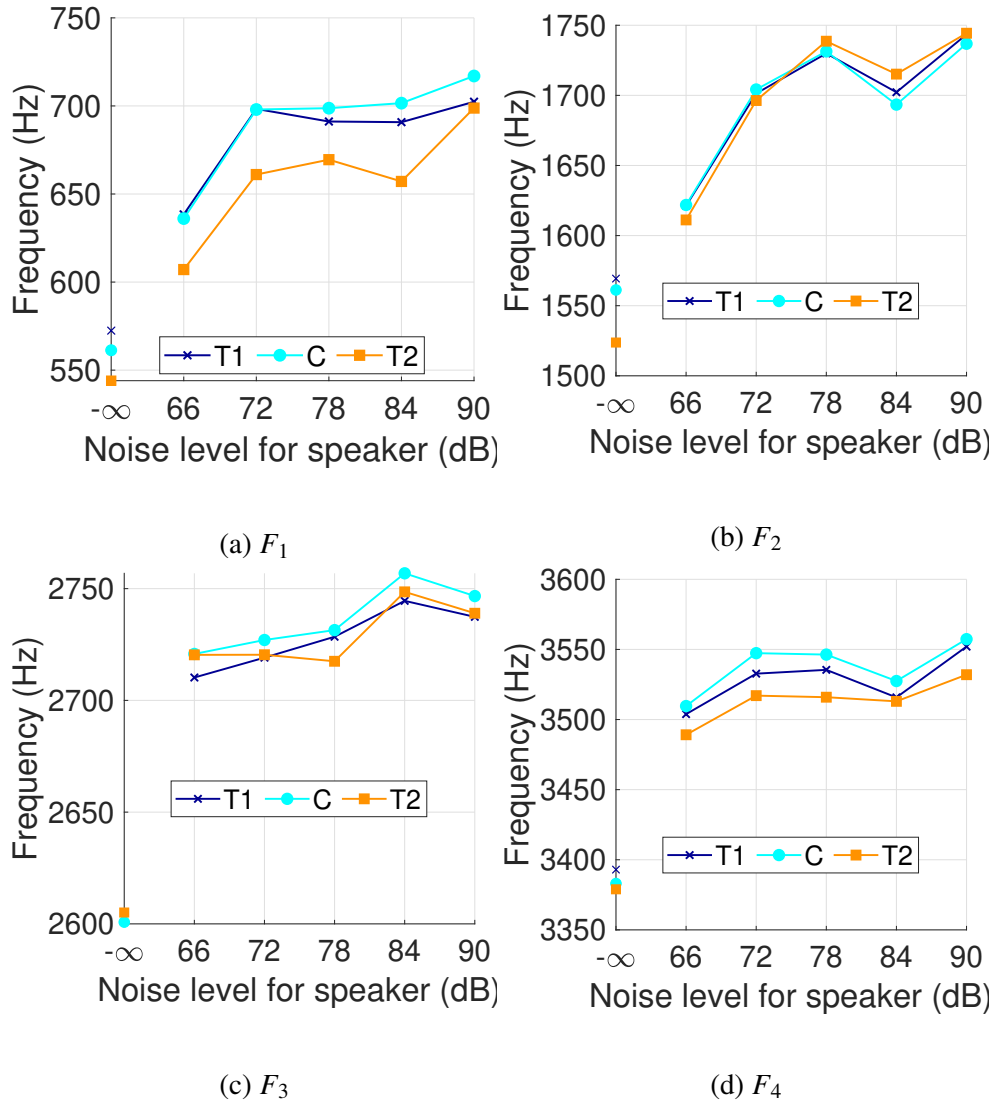 750
700
650
600
550
Frequency (Hz)
T1 C T2
-∞ 66 72 78 84 90
Noise level for speaker (dB)
(a) F1
1750
1700
1650
1600
1550
1500
Frequency (Hz)
T1 C T2
-∞ 66 72 78 84 90
Noise level for speaker (dB)
(b) F2
2750
2700
2650
2600
Frequency (Hz)
T1 C T2
-∞ 66 72 78 84 90
Noise level for speaker (dB)
(c) F3
3600
3550
3500
3450
3400
3350
Frequency (Hz)
T1 C T2
-∞ 66 72 78 84 90
Noise level for speaker (dB)
(d) F4